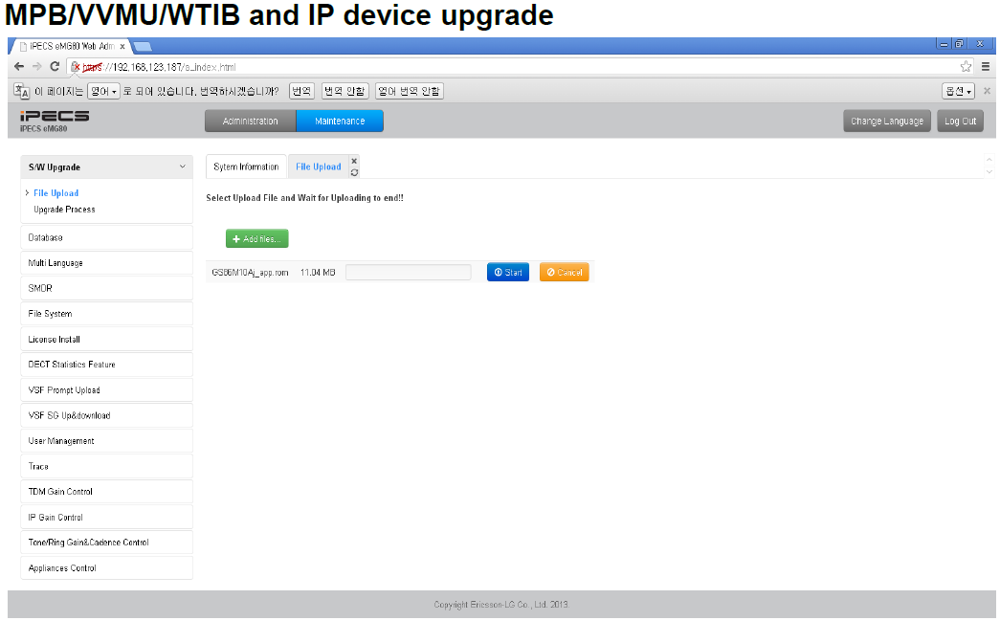 MPB/VVMU/WTIB and IP device upgrade
iPECS eMG80 Web Adm
https://192.168.123.187/e_index.html
이 페이지는 영어 로 되어 있습니다. 번역하시겠습니까? 번역 번역 안함 영어 번역 안함 옵션
iPECS
iPECS eMG80
Administration Maintenance Change Language Log Out
S/W Upgrade
File Upload
Upgrade Process
Database
Multi Language
SMDR
File System
License Install
DECT Statistics Feature
VSF Prompt Upload
VSF SG Up&download
User Management
Trace
TDM Gain Control
IP Gain Control
Tone/Ring Gain&Cadence Control
Appliances Control
Sytem Information File Upload
Select Upload File and Wait for Uploading to end!!
+ Add files...
GS86M10Aj_app.rom 11.04 MB Start Cancel
Copyright Ericsson-LG Co., Ltd. 2013.